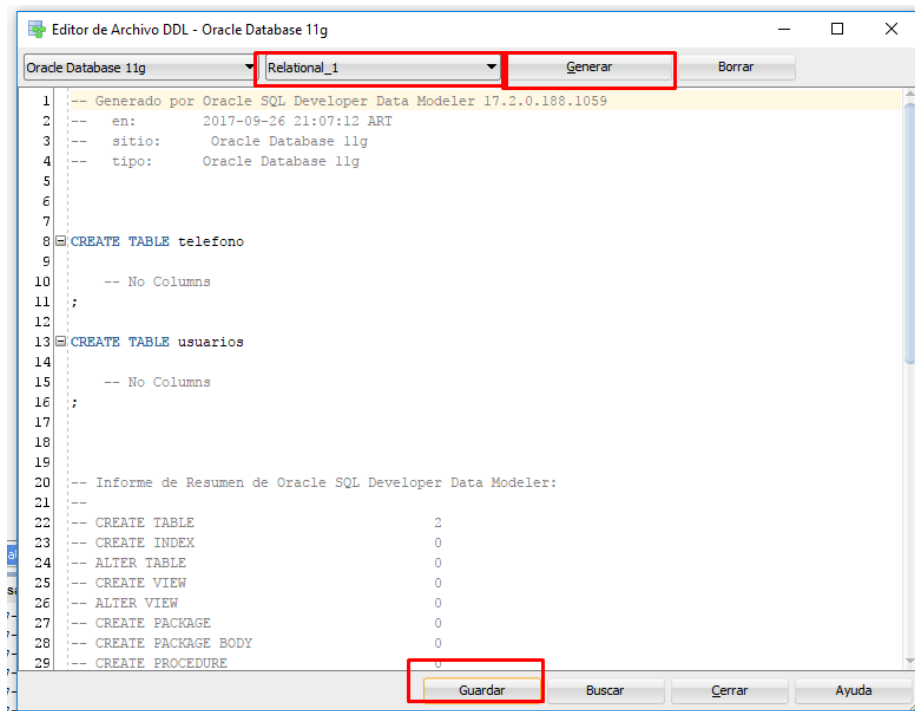 Editor de Archivo DDL - Oracle Database 11g
Oracle Database 11g Relational_1 Generar Borrar
1 -- Generado por Oracle SQL Developer Data Modeler 17.2.0.188.1059
2 -- en: 2017-09-26 21:07:12 ART
3 -- sitio: Oracle Database 11g
4 -- tipo: Oracle Database 11g
5
6
7
8 CREATE TABLE telefono
9
10 -- No Columns
11 ;
12
13 CREATE TABLE usuarios
14
15 -- No Columns
16 ;
17
18
19
20 -- Informe de Resumen de Oracle SQL Developer Data Modeler:
21 --
22 -- CREATE TABLE 2
23 -- CREATE INDEX 0
24 -- ALTER TABLE 0
25 -- CREATE VIEW 0
26 -- ALTER VIEW 0
27 -- CREATE PACKAGE 0
28 -- CREATE PACKAGE BODY 0
29 -- CREATE PROCEDURE 0
Guardar Buscar Cerrar Ayuda